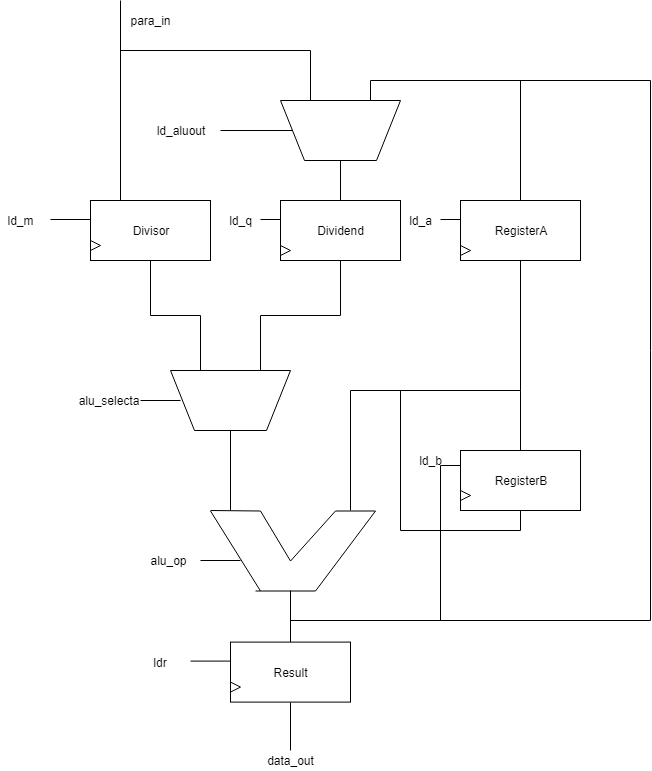 para_in
ld_aluout
ld_m
Divisor
ld_q
Dividend
ld_a
RegisterA
alu_selecta
ld_b
RegisterB
alu_op
ldr
Result
data_out